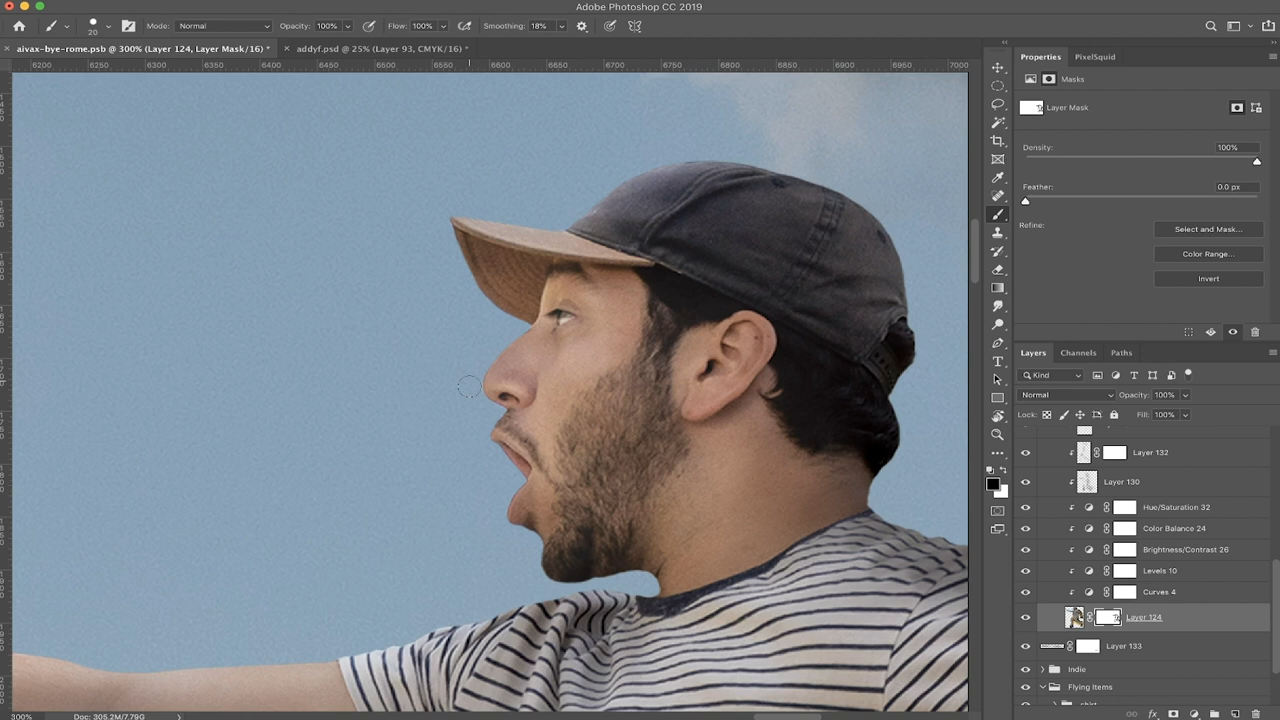 Adobe Photoshop CC 2019
20 Mode: Normal Opacity: 100% Flow: 100% Smoothing: 18%
× aivax-bye-rome.psb @ 300% (Layer 124, Layer Mask/16) * × addyf.psd @ 25% (Layer 93, CMYK/16) *
6200 6250 6300 6350 6400 6450 6500 6550 6600 6650 6700 6750 6800 6850 6900 6950 7000
Properties PixelSquid
Masks
Layer Mask
Density: 100%
Feather: 0.0 px
Refine: Select and Mask...
Color Range...
Invert
Layers Channels Paths
Kind
Normal Opacity: 100%
Lock: Fill: 100%
Layer 132
Layer 130
Hue/Saturation 32
Color Balance 24
Brightness/Contrast 26
Levels 10
Curves 4
Layer 124
Layer 133
Indie
Flying Items
shirt
300% Doc: 305.2M/7.79G